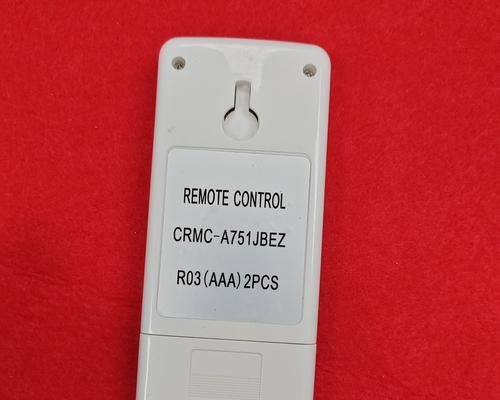 REMOTE CONTROL
CRMC-A751JBEZ
R03(AAA)2PCS